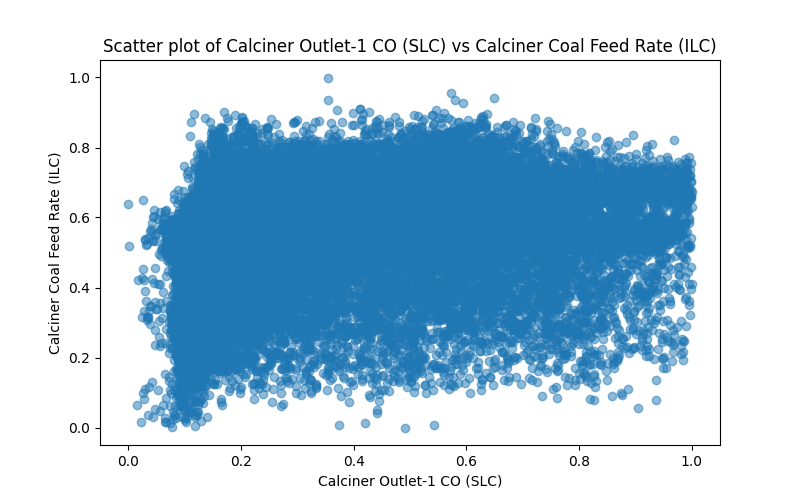 Scatter plot of Calciner Outlet-1 CO (SLC) vs Calciner Coal Feed Rate (ILC)
1.0
0.8
0.6
0.4
0.2
0.0
Calciner Coal Feed Rate (ILC)
0.0 0.2 0.4 0.6 0.8 1.0
Calciner Outlet-1 CO (SLC)